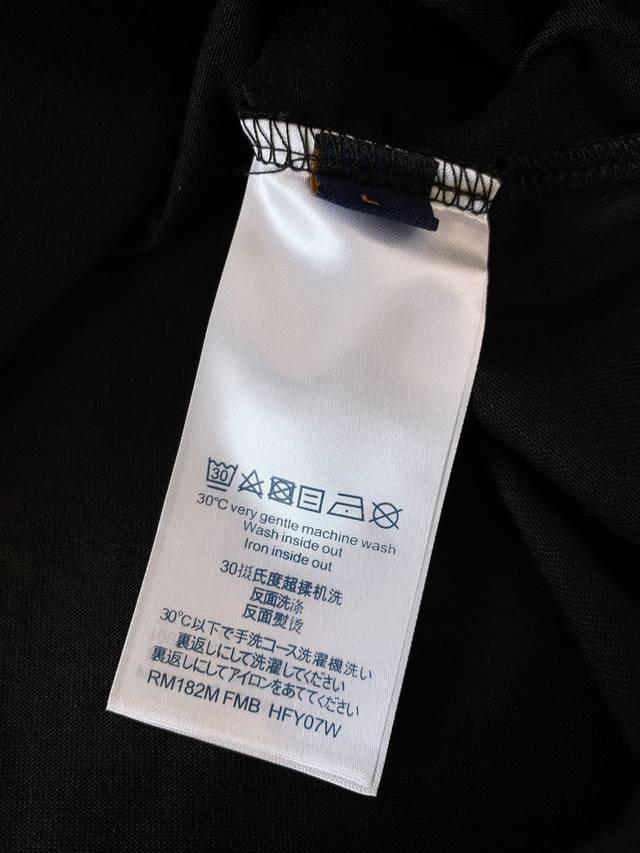 L
30
30℃ very gentle machine wash
Wash inside out
Iron inside out
30摄氏度超揉机洗
反面洗涤
反面熨烫
30℃以下で手洗コース洗濯機洗い
裏返しにして洗濯してください
裏返しにしてアイロンをあててください
RM182M FMB HFY07W